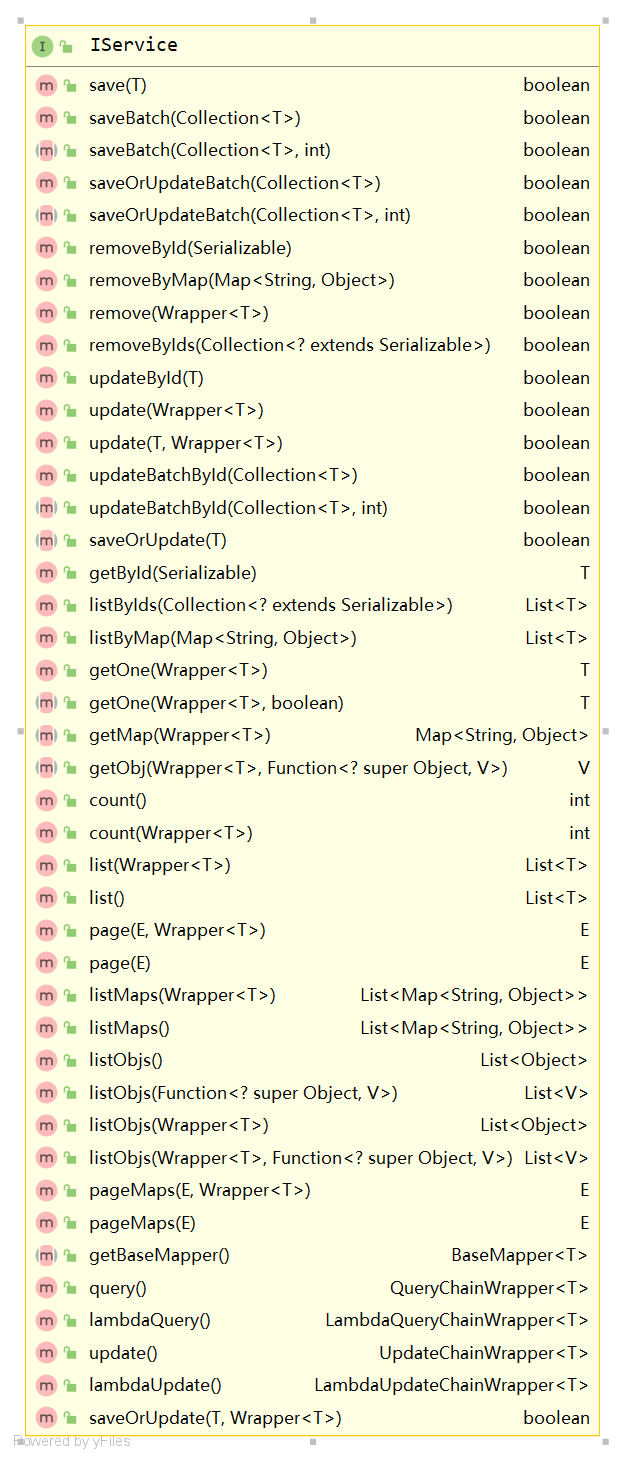 I IService
m save(T) boolean
m saveBatch(Collection<T>) boolean
m saveBatch(Collection<T>, int) boolean
m saveOrUpdateBatch(Collection<T>) boolean
m saveOrUpdateBatch(Collection<T>, int) boolean
m removeById(Serializable) boolean
m removeByMap(Map<String, Object>) boolean
m remove(Wrapper<T>) boolean
m removeByIds(Collection<? extends Serializable>) boolean
m updateById(T) boolean
m update(Wrapper<T>) boolean
m update(T, Wrapper<T>) boolean
m updateBatchById(Collection<T>) boolean
m updateBatchById(Collection<T>, int) boolean
m saveOrUpdate(T) boolean
m getById(Serializable) T
m listByIds(Collection<? extends Serializable>) List<T>
m listByMap(Map<String, Object>) List<T>
m getOne(Wrapper<T>) T
m getOne(Wrapper<T>, boolean) T
m getMap(Wrapper<T>) Map<String, Object>
m getObj(Wrapper<T>, Function<? super Object, V>) V
m count() int
m count(Wrapper<T>) int
m list(Wrapper<T>) List<T>
m list() List<T>
m page(E, Wrapper<T>) E
m page(E) E
m listMaps(Wrapper<T>) List<Map<String, Object>>
m listMaps() List<Map<String, Object>>
m listObjs() List<Object>
m listObjs(Function<? super Object, V>) List<V>
m listObjs(Wrapper<T>) List<Object>
m listObjs(Wrapper<T>, Function<? super Object, V>) List<V>
m pageMaps(E, Wrapper<T>) E
m pageMaps(E) E
m getBaseMapper() BaseMapper<T>
m query() QueryChainWrapper<T>
m lambdaQuery() LambdaQueryChainWrapper<T>
m update() UpdateChainWrapper<T>
m lambdaUpdate() LambdaUpdateChainWrapper<T>
m saveOrUpdate(T, Wrapper<T>) boolean
Powered by yFiles